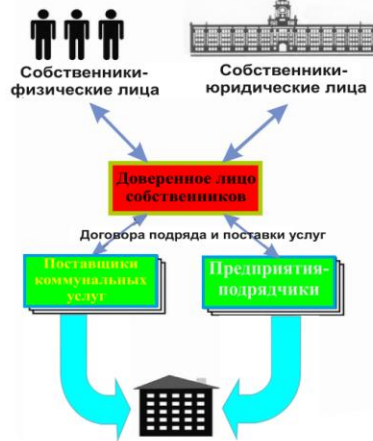 Собственники-
физические лица
Собственники-
юридические лица
Доверенное лицо
собственников
Договора подряда и поставки услуг
Поставщики
коммунальных
услуг
Предприятия-
подрядчики